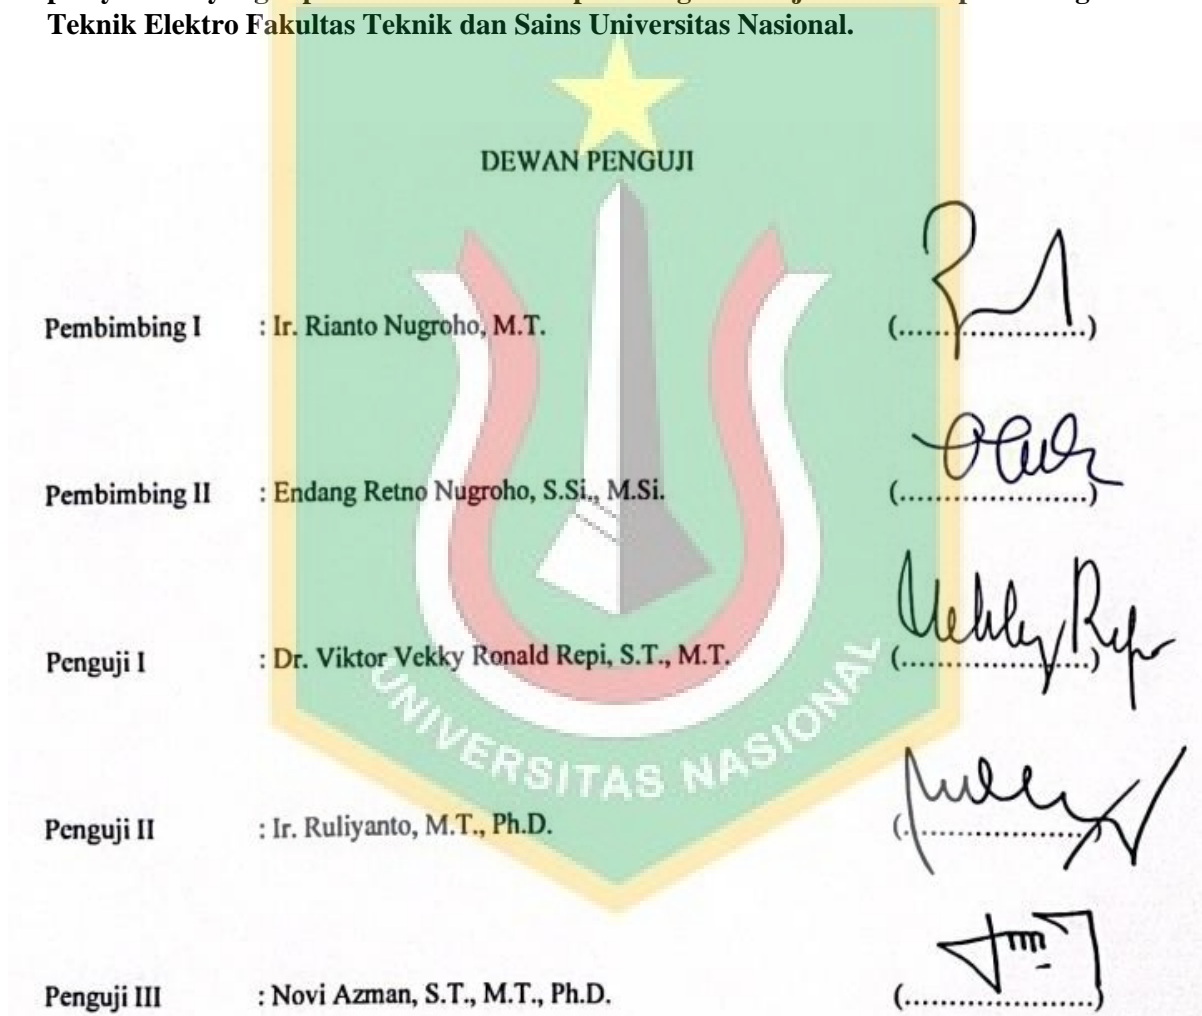 Teknik Elektro Fakultas Teknik dan Sains Universitas Nasional.
DEWAN PENGUJI
Pembimbing I : Ir. Rianto Nugroho, M.T. (......................)
Pembimbing II : Endang Retno Nugroho, S.Si., M.Si. (......................)
Penguji I : Dr. Viktor Vekky Ronald Repi, S.T., M.T. (......................)
Penguji II : Ir. Ruliyanto, M.T., Ph.D. (......................)
Penguji III : Novi Azman, S.T., M.T., Ph.D. (......................)
UNIVERSITAS NASIONAL